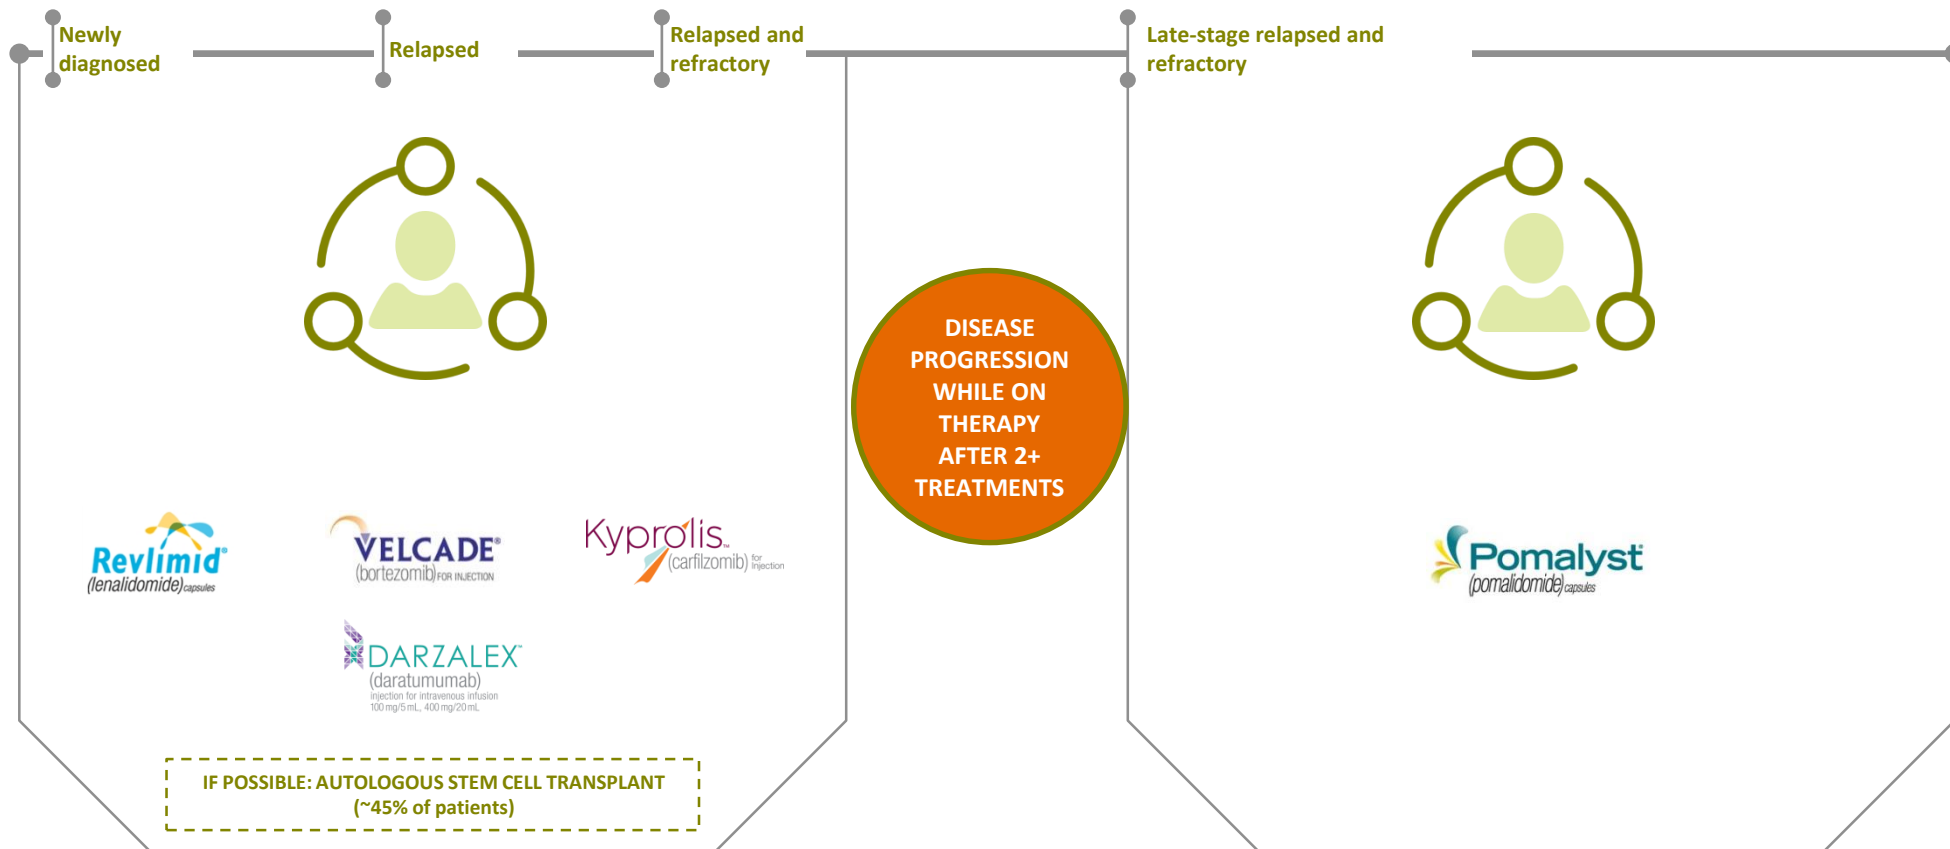 Newly
diagnosed
Relapsed
Relapsed and
refractory
Late-stage relapsed and
refractory
DISEASE
PROGRESSION
WHILE ON
THERAPY
AFTER 2+
TREATMENTS
Revlimid®
(lenalidomide) capsules
VELCADE®
(bortezomib) FOR INJECTION
Kyprolis™
(carfilzomib) for injection
DARZALEX™
(daratumumab)
Injection for intravenous infusion
100 mg/5 mL, 400 mg/20 mL
Pomalyst®
(pomalidomide) capsules
IF POSSIBLE: AUTOLOGOUS STEM CELL TRANSPLANT
(~45% of patients)